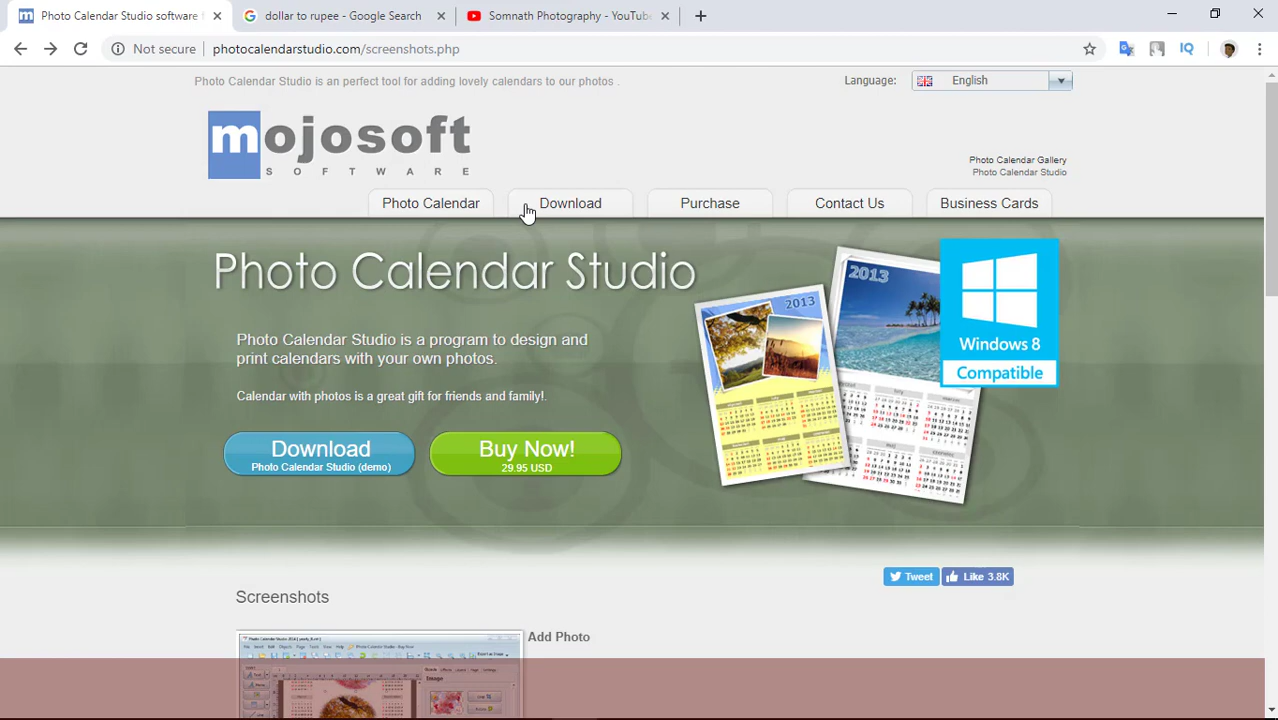 Photo Calendar Studio software f
dollar to rupee - Google Search
Somnath Photography - YouTube
Not secure
photocalendarstudio.com/screenshots.php
IQ
Photo Calendar Studio is an perfect tool for adding lovely calendars to our photos .
Language: English
mojosoft
SOFTWARE
Photo Calendar Gallery
Photo Calendar Studio
Photo Calendar
Download
Purchase
Contact Us
Business Cards
Photo Calendar Studio
2013
2013
Windows 8
Compatible
Photo Calendar Studio is a program to design and
print calendars with your own photos.
Calendar with photos is a great gift for friends and family!.
Download
Photo Calendar Studio (demo)
Buy Now!
29.95 USD
Tweet
Like 3.8K
Screenshots
Add Photo
Image